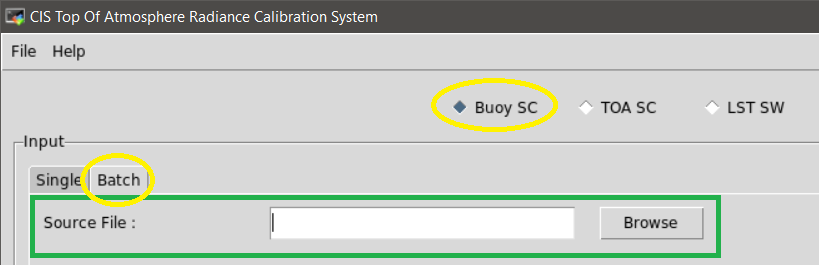 CIS Top Of Atmosphere Radiance Calibration System
File Help
Buoy SC TOA SC LST SW
Input
Single Batch
Source File : Browse